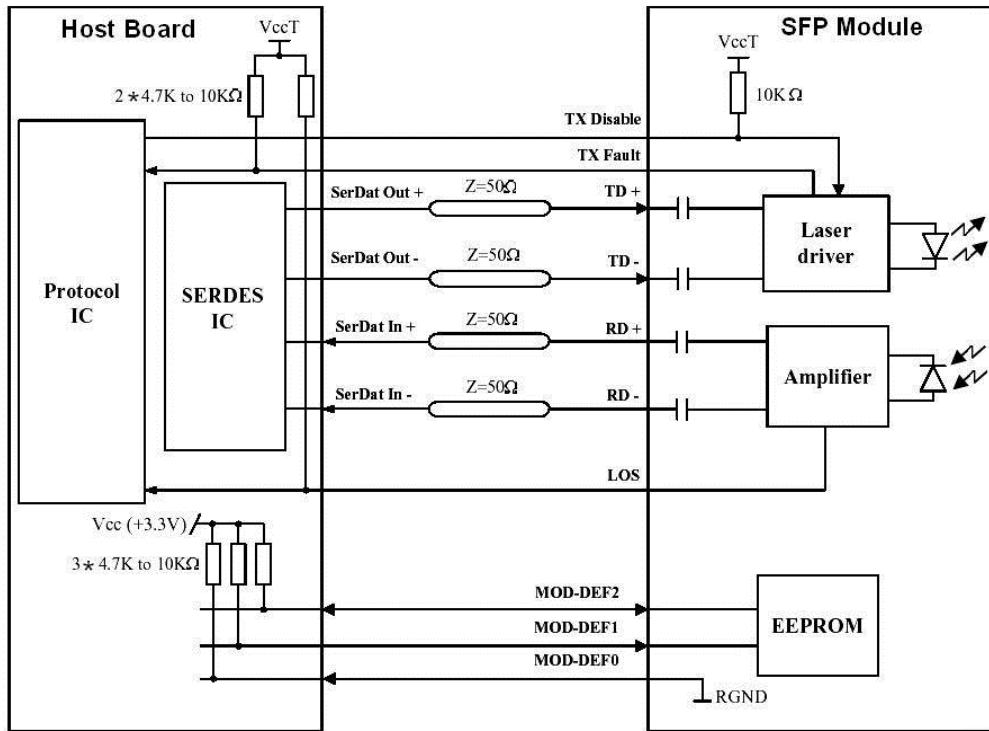 Host Board
SFP Module
VccT
VccT
2*4.7K to 10KΩ
10KΩ
TX Disable
TX Fault
SerDat Out +
Z=50Ω
TD +
Laser
driver
SerDat Out -
Z=50Ω
TD -
Protocol
IC
SERDES
IC
SerDat In +
Z=50Ω
RD +
Amplifier
SerDat In -
Z=50Ω
RD -
LOS
Vcc (+3.3V)
3*4.7K to 10KΩ
MOD-DEF2
EEPROM
MOD-DEF1
MOD-DEF0
RGND